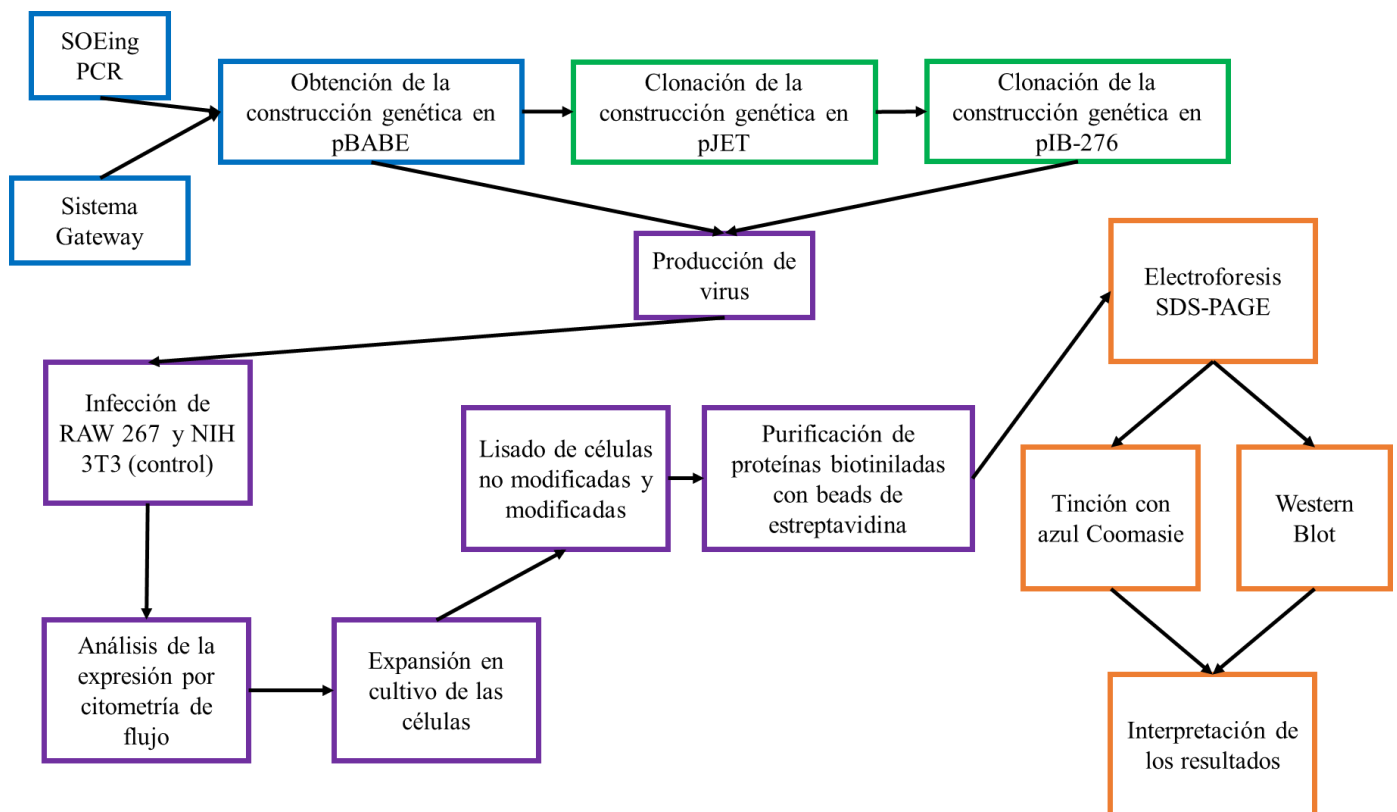 SOEing
PCR
Obtención de la
construcción genética en
pBABE
Clonación de la
construcción genética en
pJET
Clonación de la
construcción genética en
pIB-276
Sistema
Gateway
Producción de
virus
Electroforesis
SDS-PAGE
Infección de
RAW 267 y NIH
3T3 (control)
Lisado de células
no modificadas y
modificadas
Purificación de
proteínas biotiniladas
con beads de
estreptavidina
Tinción con
azul Coomasie
Western
Blot
Análisis de la
expresión por
citometría de
flujo
Expansión en
cultivo de las
células
Interpretación de
los resultados